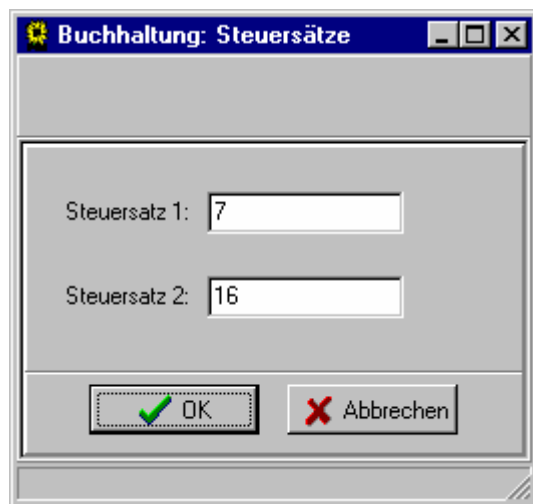 Buchhaltung: Steuersätze
Steuersatz 1: 7
Steuersatz 2: 16
OK Abbrechen